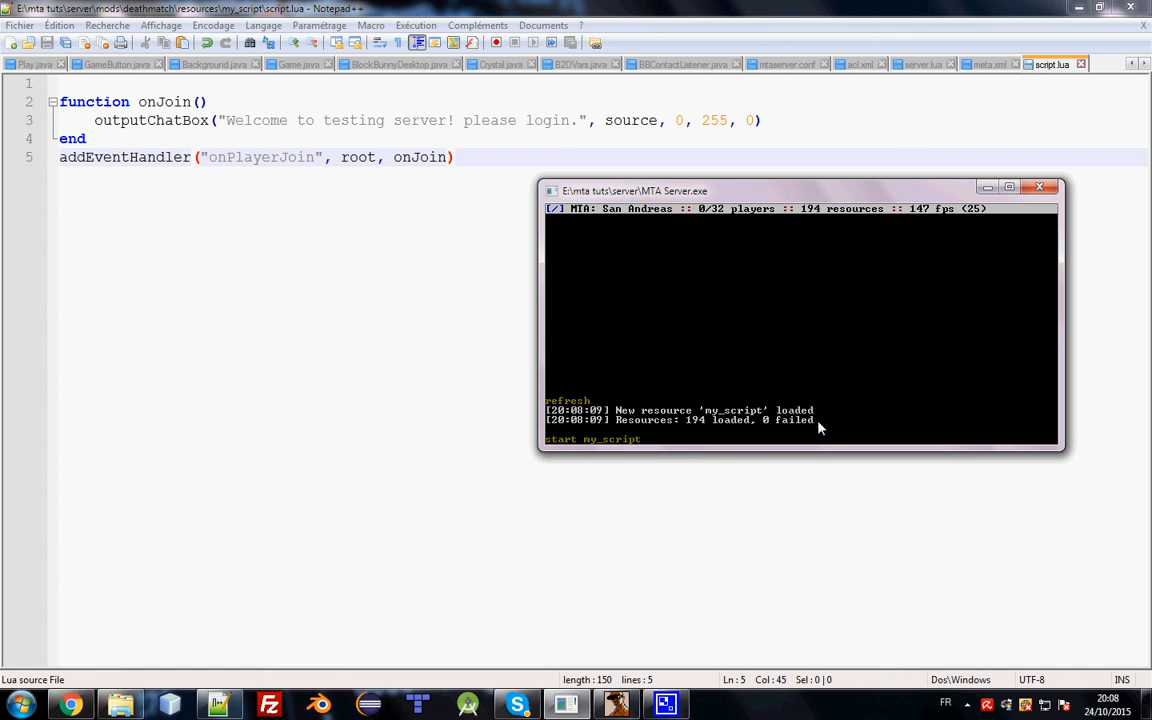 E:\mta tuts\server\mods\deathmatch\resources\my_script\script.lua - Notepad++
Fichier Édition Recherche Affichage Encodage Langage Paramétrage Macro Exécution Compléments Documents ? X
Play.java GameButton.java Background.java Game.java BlockBunnyDesktop.java Crystal.java B2DVars.java BBContactListener.java mtaserver.conf acl.xml server.lua meta.xml script.lua
1
2 function onJoin()
3 outputChatBox("Welcome to testing server! please login.", source, 0, 255, 0)
4 end
5 addEventHandler("onPlayerJoin", root, onJoin)
E:\mta tuts\server\MTA Server.exe
[/] MTA: San Andreas :: 0/32 players :: 194 resources :: 147 fps (25)
refresh
[20:08:09] New resource 'my_script' loaded
[20:08:09] Resources: 194 loaded, 0 failed
start my_script
Lua source File length : 150 lines : 5 Ln : 5 Col : 45 Sel : 0 | 0 Dos\Windows UTF-8 INS
FR 20:08
24/10/2015